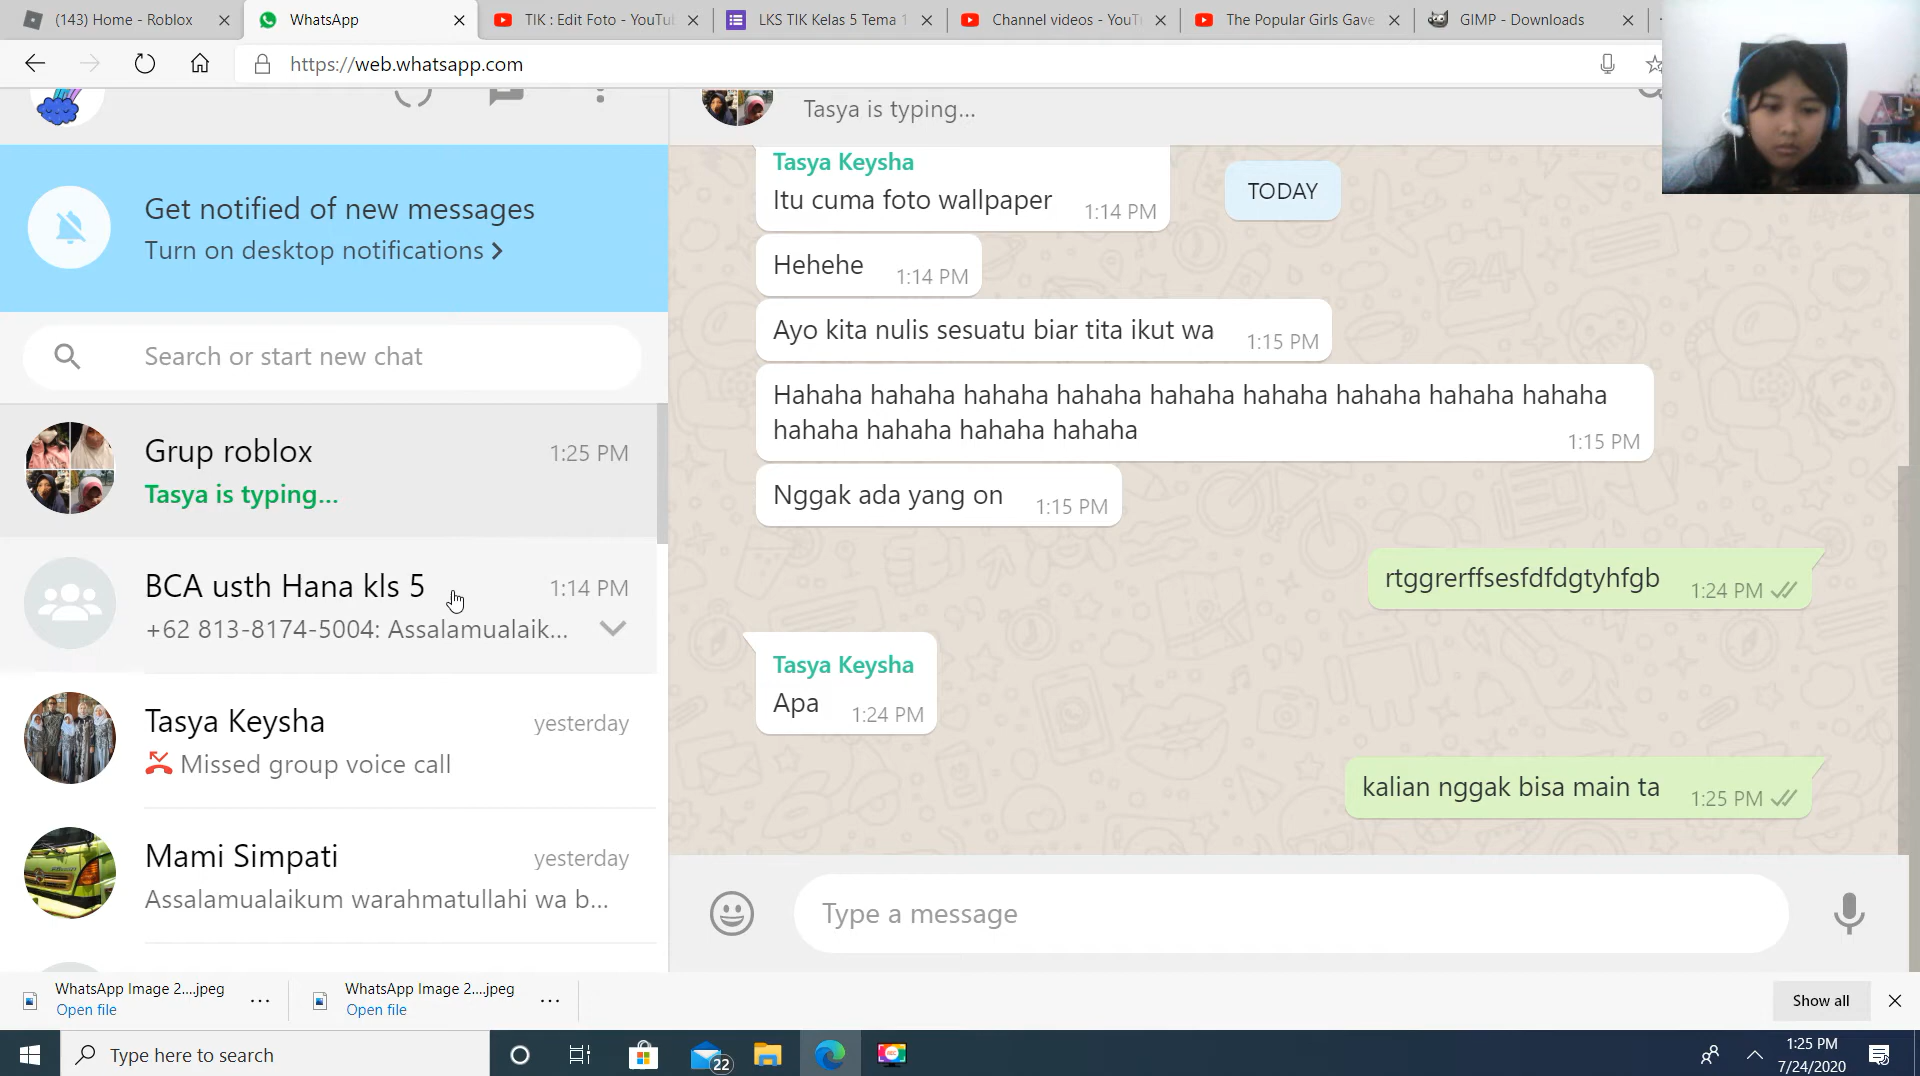 (143) Home - Roblox
WhatsApp
TIK : Edit Foto - YouTu
LKS TIK Kelas 5 Tema 1
Channel videos - YouT
The Popular Girls Gave
GIMP - Downloads
https://web.whatsapp.com
Get notified of new messages
Turn on desktop notifications
Search or start new chat
Grup roblox
1:25 PM
Tasya is typing...
BCA usth Hana kls 5
1:14 PM
+62 813-8174-5004: Assalamualaik...
Tasya Keysha
yesterday
Missed group voice call
Mami Simpati
yesterday
Assalamualaikum warahmatullahi wa b...
Tasya is typing...
TODAY
Tasya Keysha
Itu cuma foto wallpaper 1:14 PM
Hehehe 1:14 PM
Ayo kita nulis sesuatu biar tita ikut wa 1:15 PM
Hahaha hahaha hahaha hahaha hahaha hahaha hahaha hahaha hahaha
hahaha hahaha hahaha hahaha
1:15 PM
Nggak ada yang on 1:15 PM
rtggrerffsesfdfdgtyhfgb 1:24 PM
Tasya Keysha
Apa 1:24 PM
kalian nggak bisa main ta 1:25 PM
Type a message
WhatsApp Image 2....jpeg
Open file
WhatsApp Image 2....jpeg
Open file
Show all
Type here to search
22
1:25 PM
7/24/2020